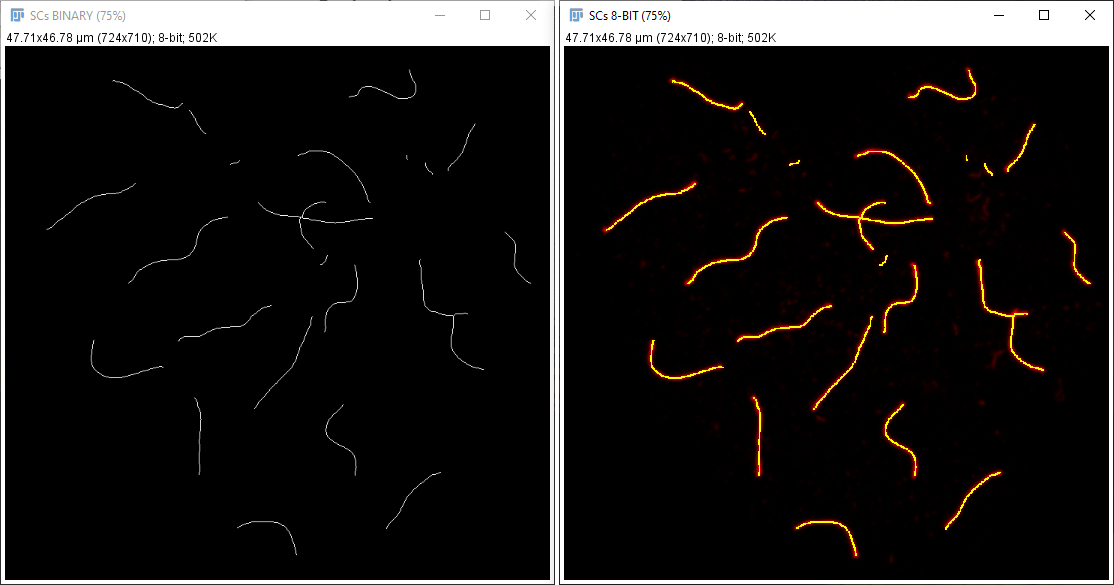 SCs BINARY (75%)
47.71x46.78 µm (724x710); 8-bit; 502K
SCs 8-BIT (75%)
47.71x46.78 µm (724x710); 8-bit; 502K